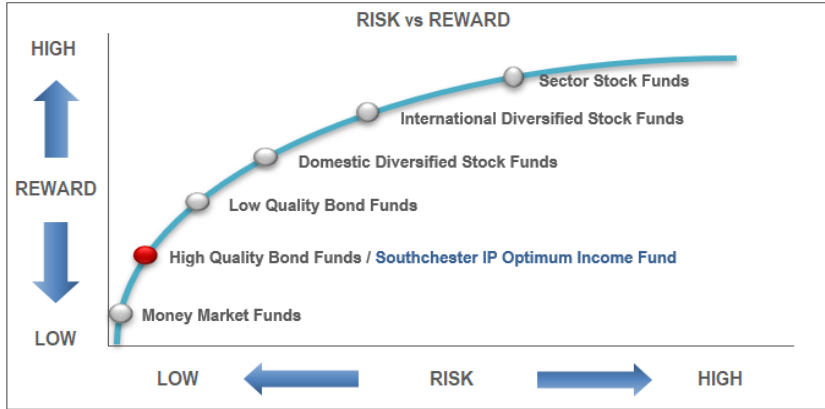 RISK vs REWARD
HIGH
Sector Stock Funds
International Diversified Stock Funds
Domestic Diversified Stock Funds
REWARD
Low Quality Bond Funds
High Quality Bond Funds / Southchester IP Optimum Income Fund
Money Market Funds
LOW
LOW RISK HIGH